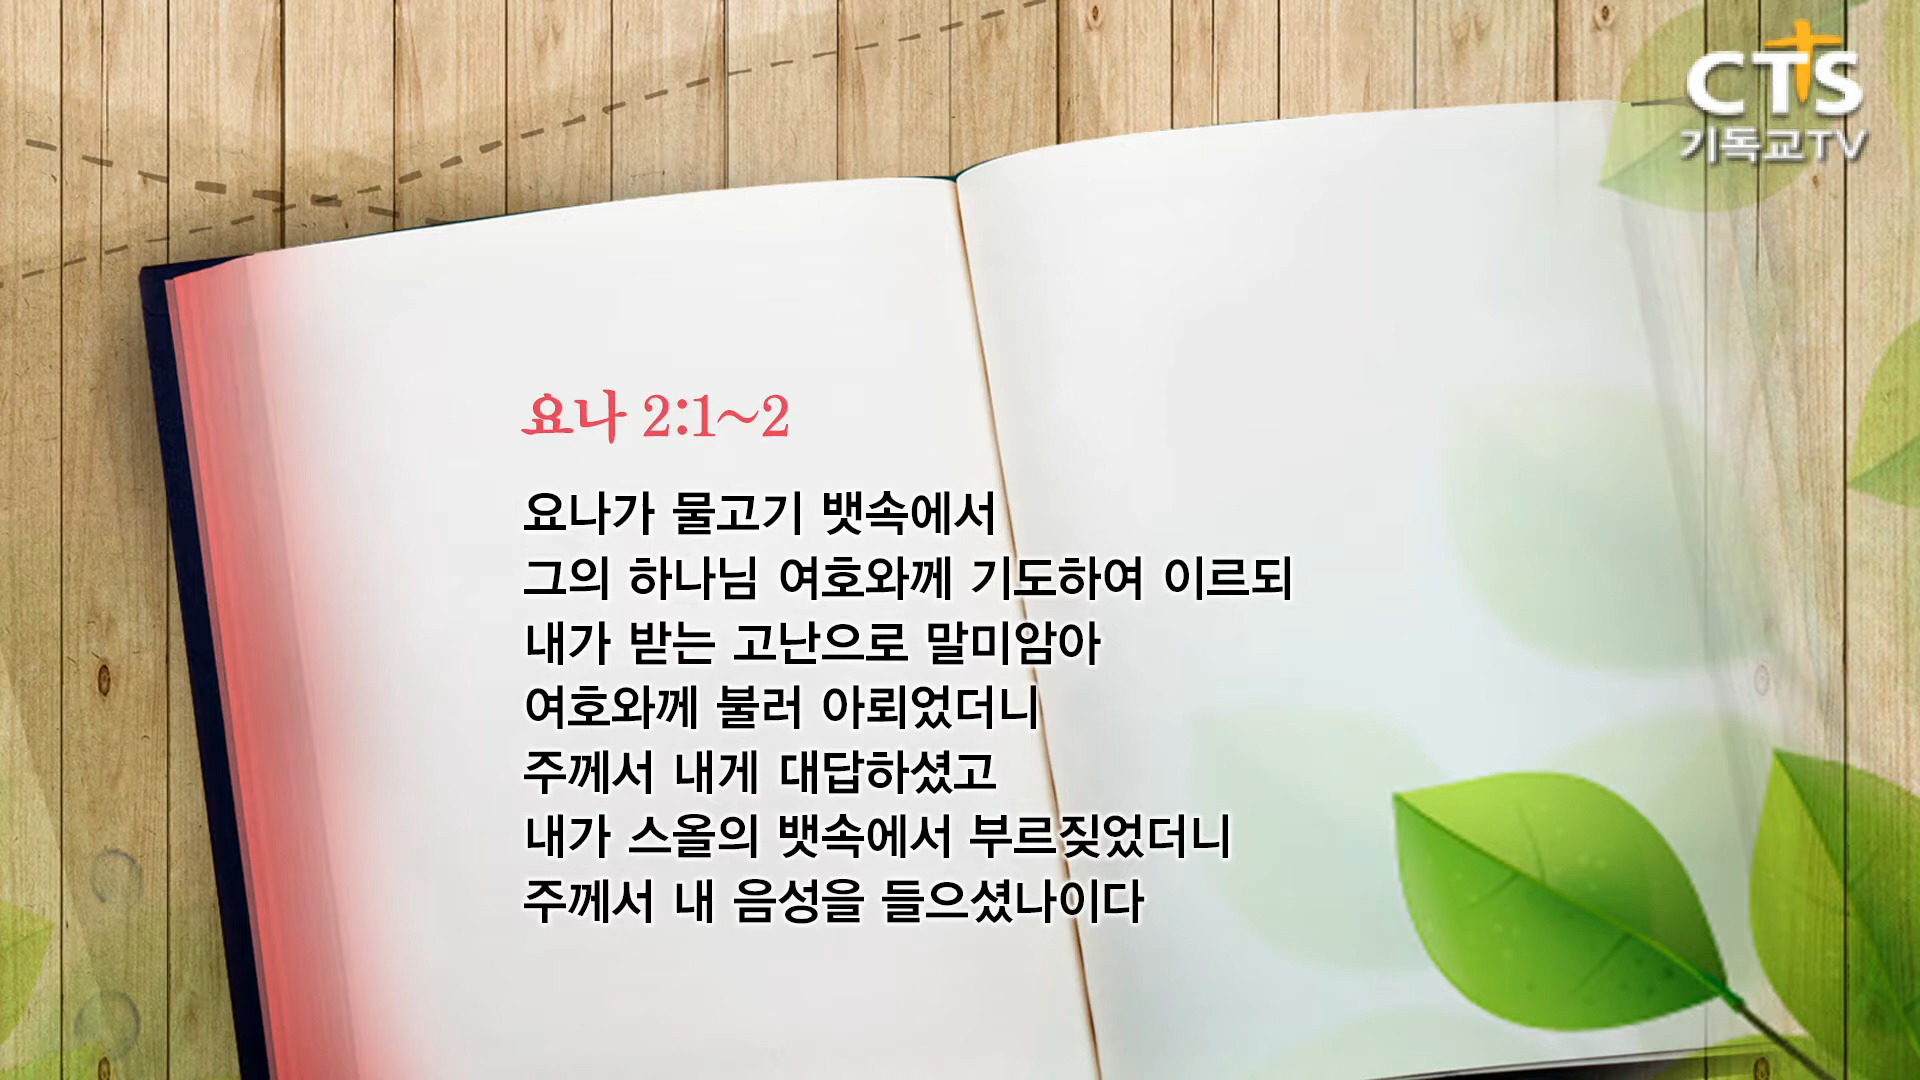 CTS
기독교TV
요나 2:1~2
요나가 물고기 뱃속에서
그의 하나님 여호와께 기도하여 이르되
내가 받는 고난으로 말미암아
여호와께 불러 아뢰었더니
주께서 내게 대답하셨고
내가 스올의 뱃속에서 부르짖었더니
주께서 내 음성을 들으셨나이다